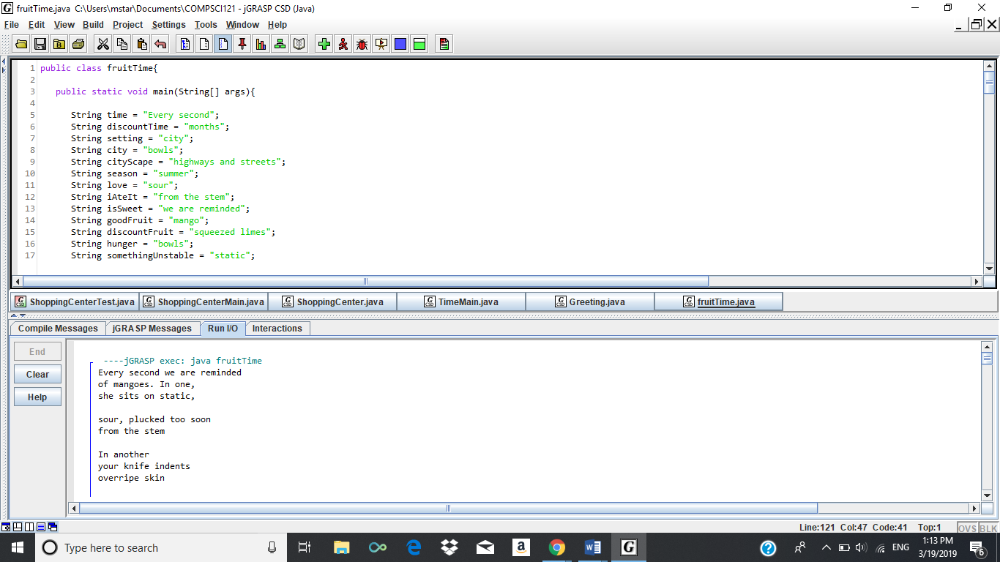 fruitTime.java C:\Users\mstar\Documents\COMPSCI121 - jGRASP CSD (Java)
File Edit View Build Project Settings Tools Window Help
1 public class fruitTime{
2
3 public static void main(String[] args){
4
5 String time = "Every second";
6 String discountTime = "months";
7 String setting = "city";
8 String city = "bowls";
9 String cityScape = "highways and streets";
10 String season = "summer";
11 String love = "sour";
12 String iAteIt = "from the stem";
13 String isSweet = "we are reminded";
14 String goodFruit = "mango";
15 String discountFruit = "squeezed limes";
16 String hunger = "bowls";
17 String somethingUnstable = "static";
ShoppingCenterTest.java ShoppingCenterMain.java ShoppingCenter.java TimeMain.java Greeting.java fruitTime.java
Compile Messages jGRASP Messages Run I/O Interactions
End
Clear
Help
----jGRASP exec: java fruitTime
Every second we are reminded
of mangoes. In one,
she sits on static,
sour, plucked too soon
from the stem
In another
your knife indents
overripe skin
Line:121 Col:47 Code:41 Top:1 OVS BLK
Type here to search
ENG
1:13 PM
3/19/2019
6